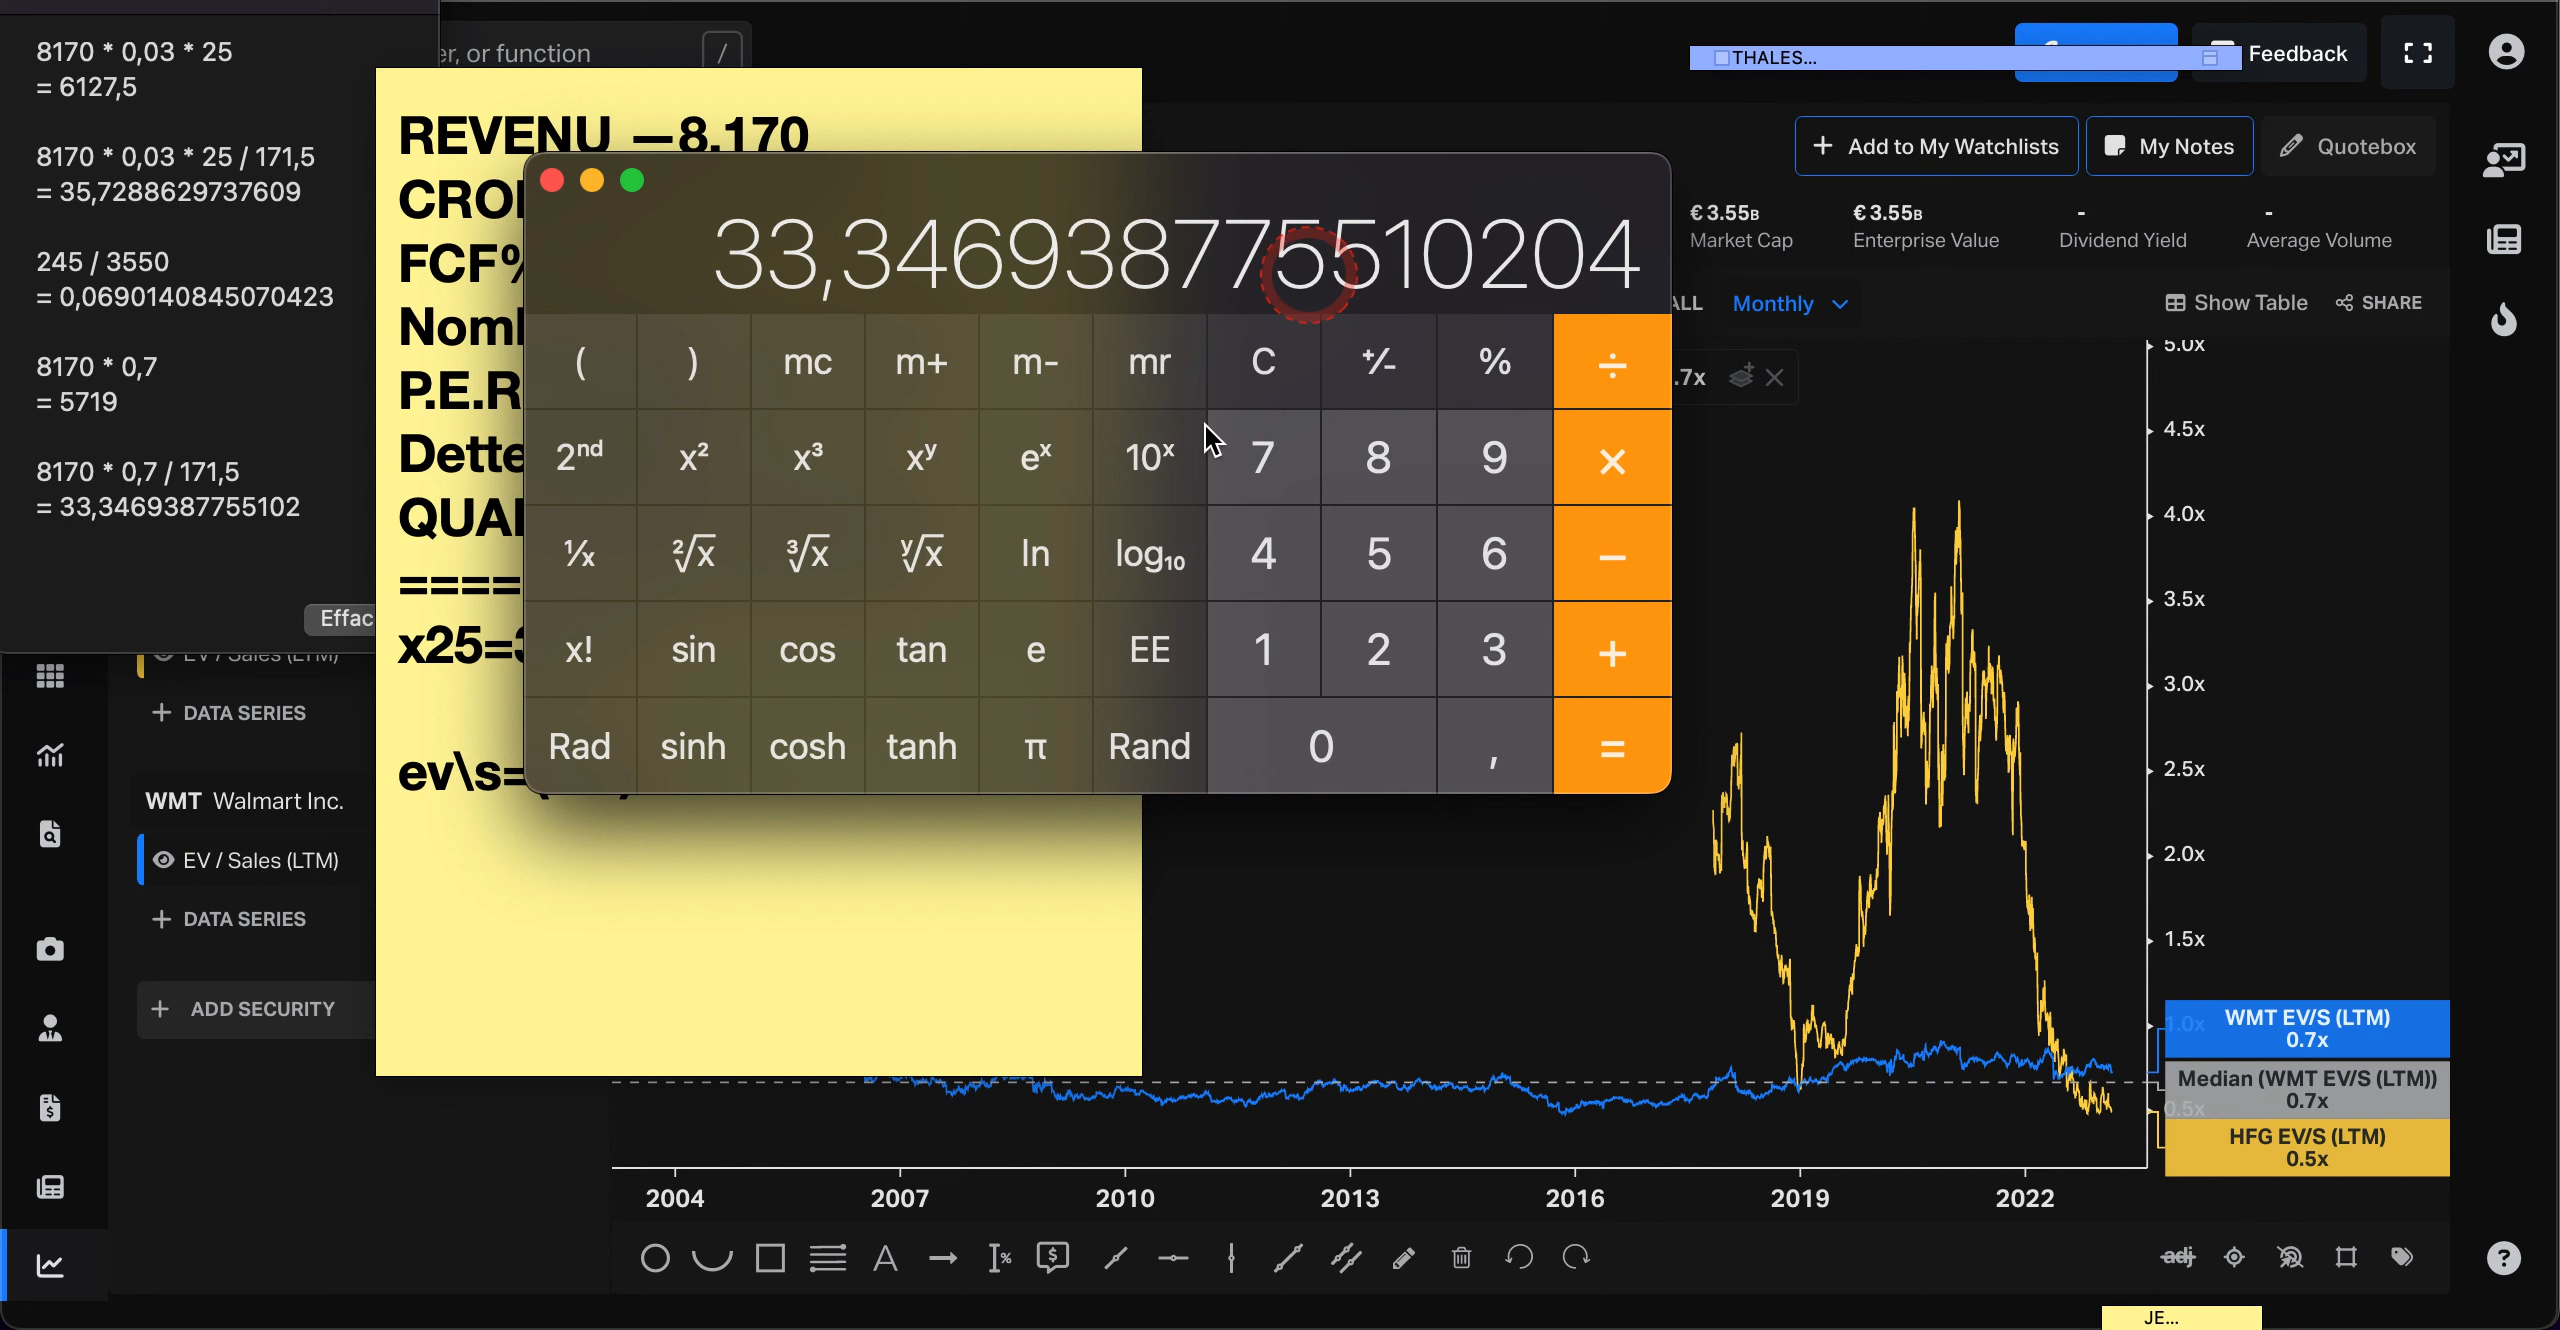 8170 * 0,03 * 25
= 6127,5
8170 * 0,03 * 25 / 171,5
= 35,7288629737609
245 / 3550
= 0,0690140845070423
8170 * 0,7
= 5719
8170 * 0,7 / 171,5
= 33,3469387755102
Effac
er, or function /
THALES...
Feedback
REVENU —8.170
CRO
FCF%
Nom
P.E.R
Dette
QUA
====
x25=
ev\s=
33,34693877551020​4
( ) mc m+ m- mr C +⁄- % ÷
2nd x² x³ xʸ eˣ 10ˣ 7 8 9 ×
1/x ²√x ³√x ʸ√x ln log₁₀ 4 5 6 −
x! sin cos tan e EE 1 2 3 +
Rad sinh cosh tanh π Rand 0 , =
+ Add to My Watchlists
My Notes
Quotebox
€3.55B
Market Cap
€3.55B
Enterprise Value
-
Dividend Yield
-
Average Volume
ALL Monthly
Show Table
SHARE
.7x
EV / Sales (LTM)
+ DATA SERIES
WMT Walmart Inc.
EV / Sales (LTM)
+ DATA SERIES
+ ADD SECURITY
5.0x
4.5x
4.0x
3.5x
3.0x
2.5x
2.0x
1.5x
1.0x
WMT EV/S (LTM)
0.7x
Median (WMT EV/S (LTM))
0.7x
0.5x
HFG EV/S (LTM)
0.5x
2004 2007 2010 2013 2016 2019 2022
A
adj
JE...